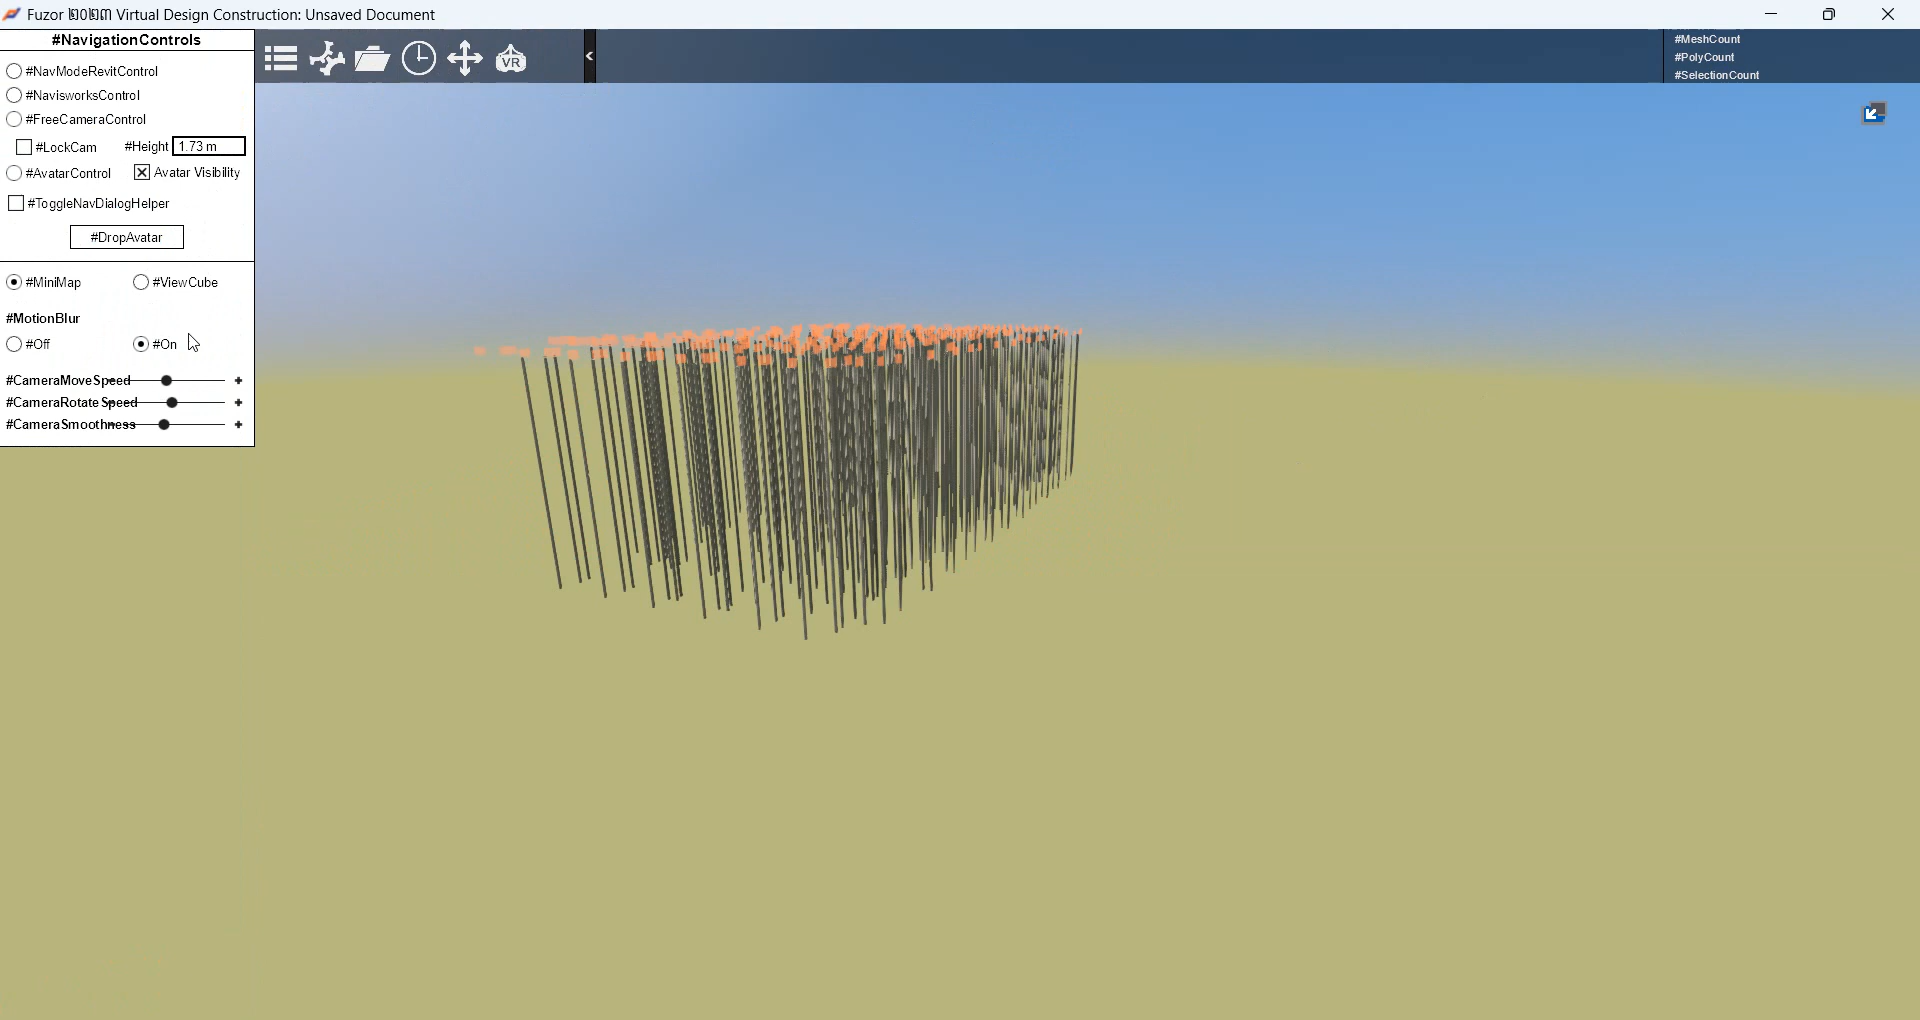 Fuzor Virtual Design Construction: Unsaved Document
#NavigationControls
#NavModeRevitControl
#NavisworksControl
#FreeCameraControl
#LockCam #Height 1.73 m
#AvatarControl Avatar Visibility
#ToggleNavDialogHelper
#DropAvatar
#MiniMap #ViewCube
#MotionBlur
#Off #On
#CameraMoveSpeed
#CameraRotateSpeed
#CameraSmoothness
VR
#MeshCount
#PolyCount
#SelectionCount